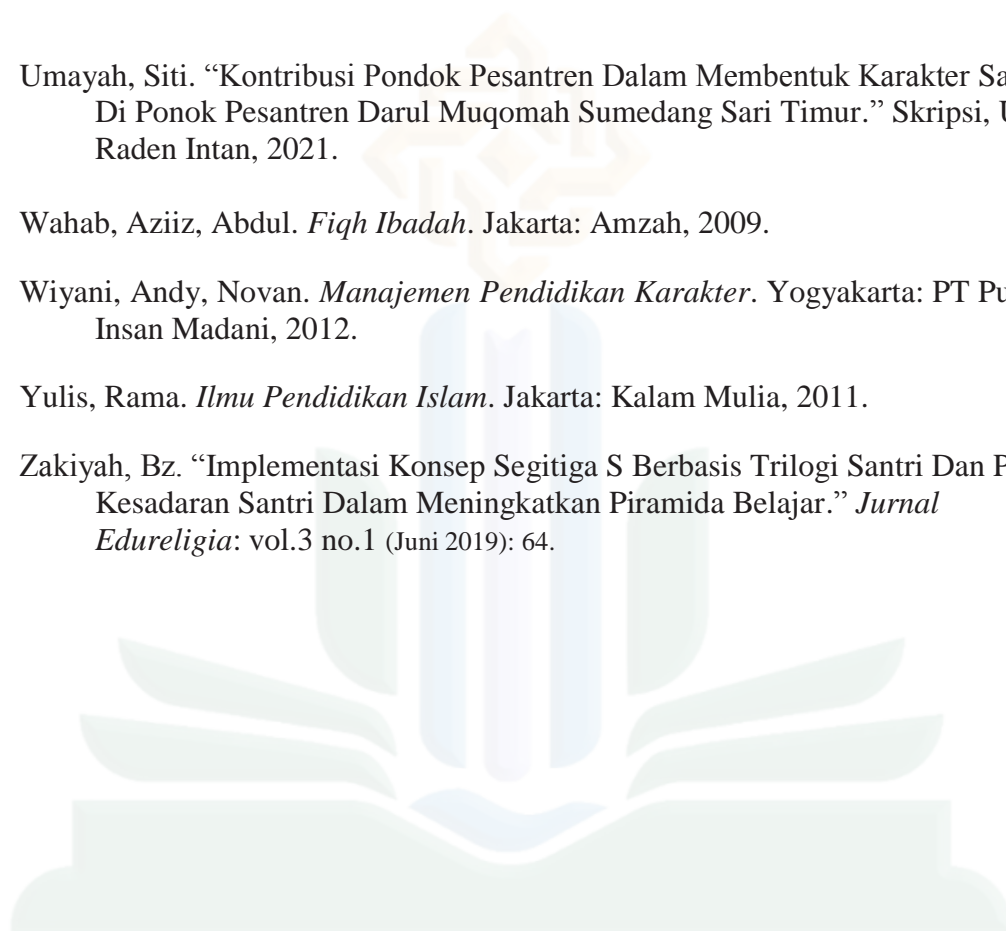 Umayah, Siti. “Kontribusi Pondok Pesantren Dalam Membentuk Karakter
Di Ponok Pesantren Darul Muqomah Sumedang Sari Timur.” Skripsi,
Raden Intan, 2021.
Wahab, Aziiz, Abdul. Fiqh Ibadah. Jakarta: Amzah, 2009.
Wiyani, Andy, Novan. Manajemen Pendidikan Karakter. Yogyakarta: PT
Insan Madani, 2012.
Yulis, Rama. Ilmu Pendidikan Islam. Jakarta: Kalam Mulia, 2011.
Zakiyah, Bz. “Implementasi Konsep Segitiga S Berbasis Trilogi Santri Dan
Kesadaran Santri Dalam Meningkatkan Piramida Belajar.” Jurnal
Edureligia: vol.3 no.1 (Juni 2019): 64.